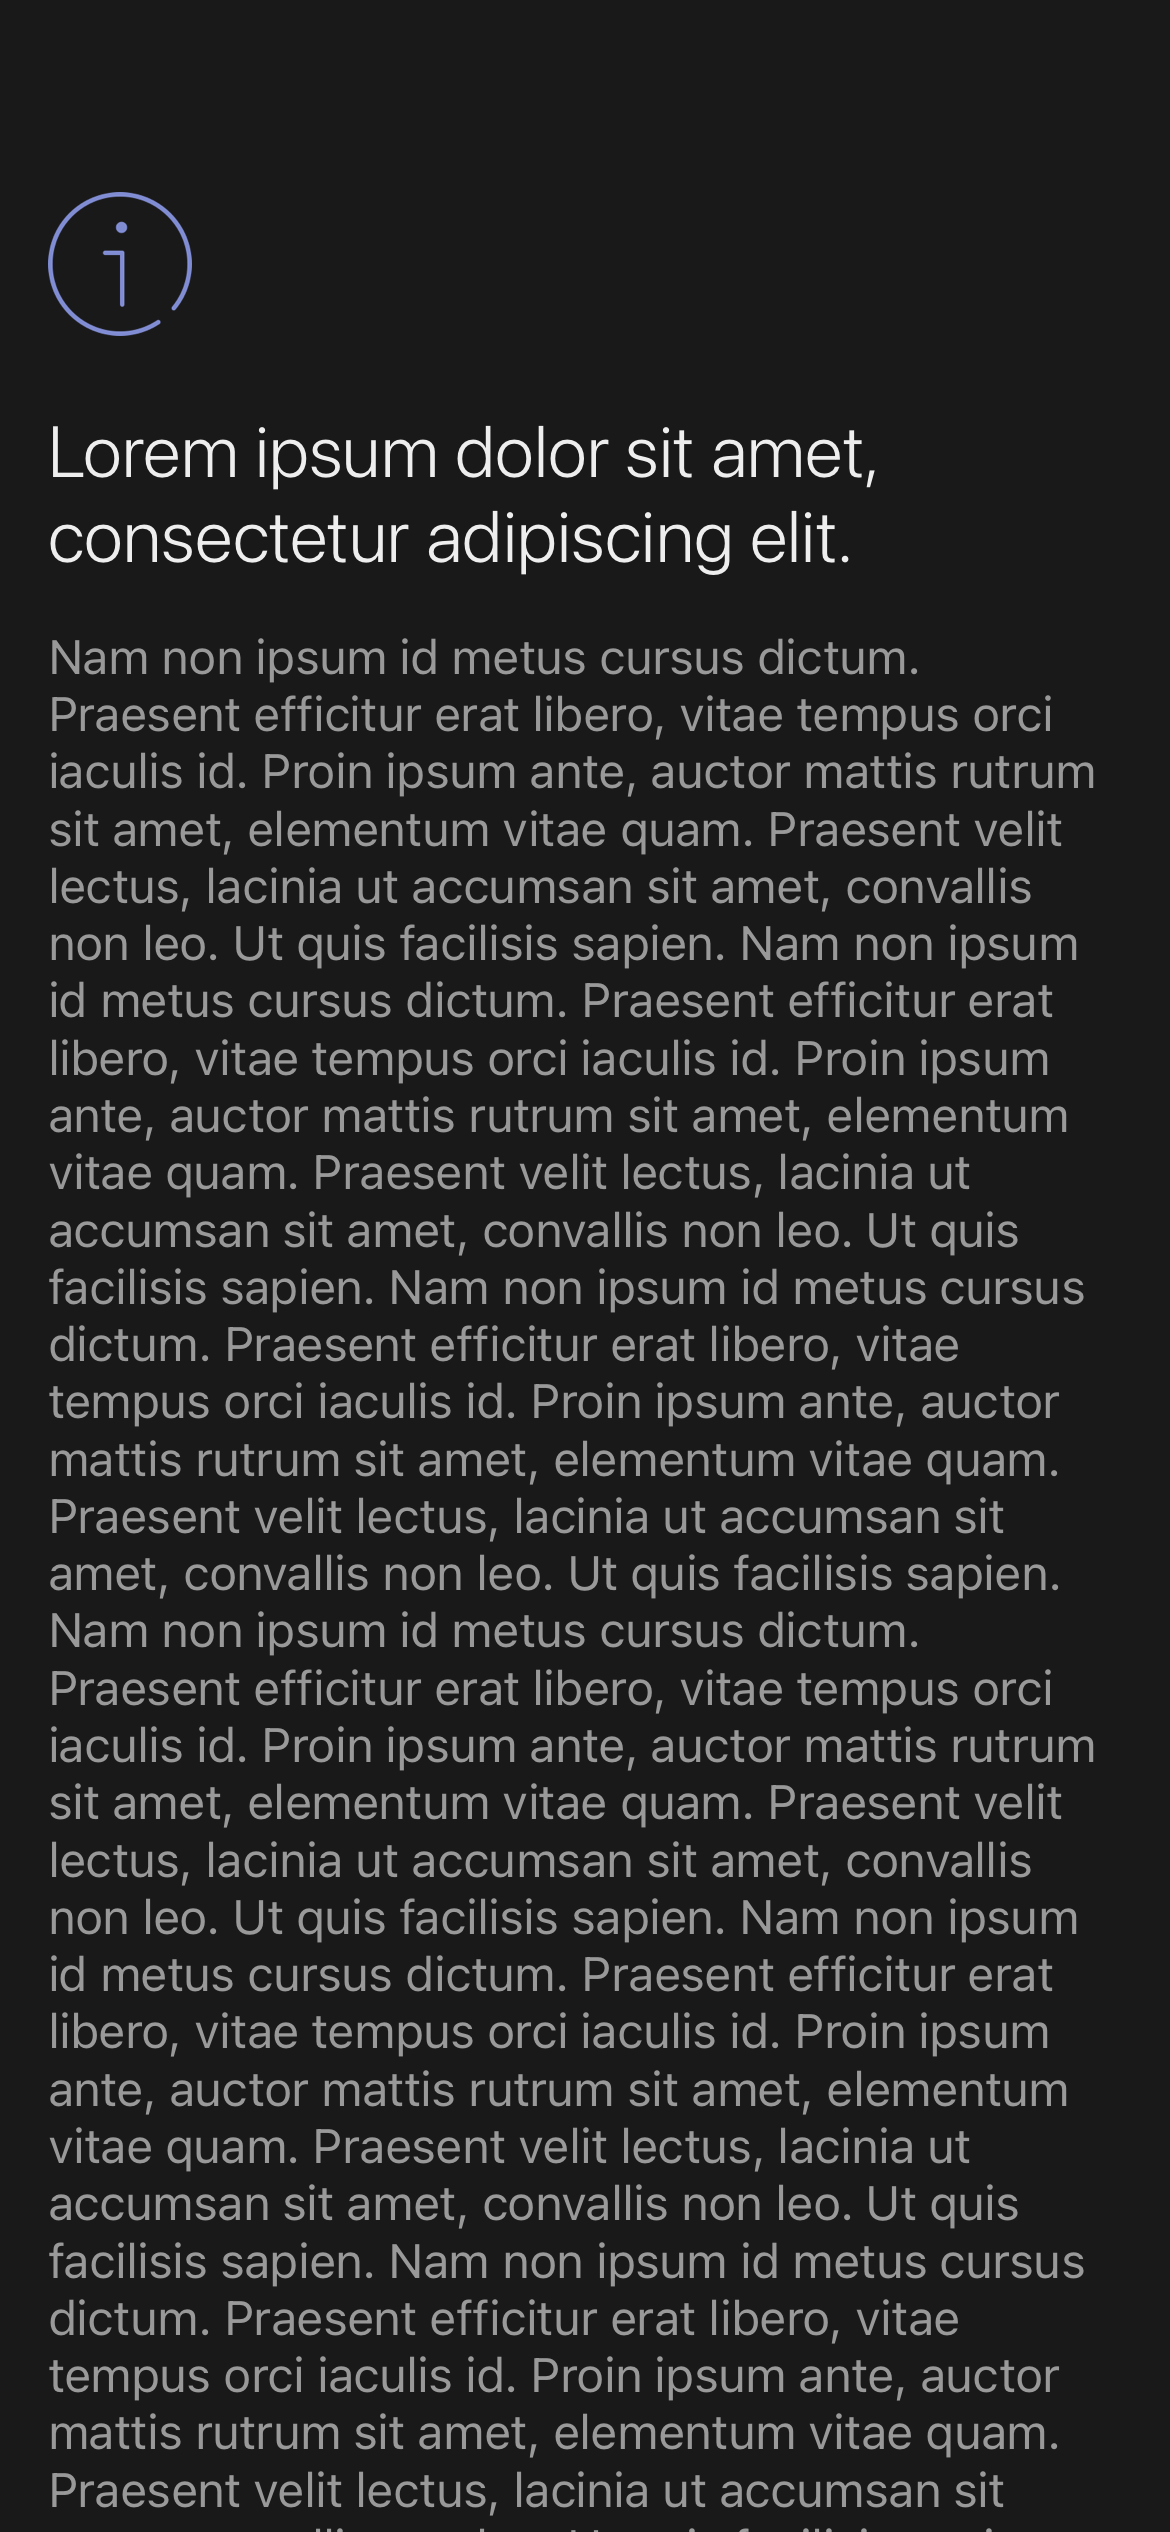 Lorem ipsum dolor sit amet,
consectetur adipiscing elit.
Nam non ipsum id metus cursus dictum.
Praesent efficitur erat libero, vitae tempus orci
iaculis id. Proin ipsum ante, auctor mattis rutrum
sit amet, elementum vitae quam. Praesent velit
lectus, lacinia ut accumsan sit amet, convallis
non leo. Ut quis facilisis sapien. Nam non ipsum
id metus cursus dictum. Praesent efficitur erat
libero, vitae tempus orci iaculis id. Proin ipsum
ante, auctor mattis rutrum sit amet, elementum
vitae quam. Praesent velit lectus, lacinia ut
accumsan sit amet, convallis non leo. Ut quis
facilisis sapien. Nam non ipsum id metus cursus
dictum. Praesent efficitur erat libero, vitae
tempus orci iaculis id. Proin ipsum ante, auctor
mattis rutrum sit amet, elementum vitae quam.
Praesent velit lectus, lacinia ut accumsan sit
amet, convallis non leo. Ut quis facilisis sapien.
Nam non ipsum id metus cursus dictum.
Praesent efficitur erat libero, vitae tempus orci
iaculis id. Proin ipsum ante, auctor mattis rutrum
sit amet, elementum vitae quam. Praesent velit
lectus, lacinia ut accumsan sit amet, convallis
non leo. Ut quis facilisis sapien. Nam non ipsum
id metus cursus dictum. Praesent efficitur erat
libero, vitae tempus orci iaculis id. Proin ipsum
ante, auctor mattis rutrum sit amet, elementum
vitae quam. Praesent velit lectus, lacinia ut
accumsan sit amet, convallis non leo. Ut quis
facilisis sapien. Nam non ipsum id metus cursus
dictum. Praesent efficitur erat libero, vitae
tempus orci iaculis id. Proin ipsum ante, auctor
mattis rutrum sit amet, elementum vitae quam.
Praesent velit lectus, lacinia ut accumsan sit